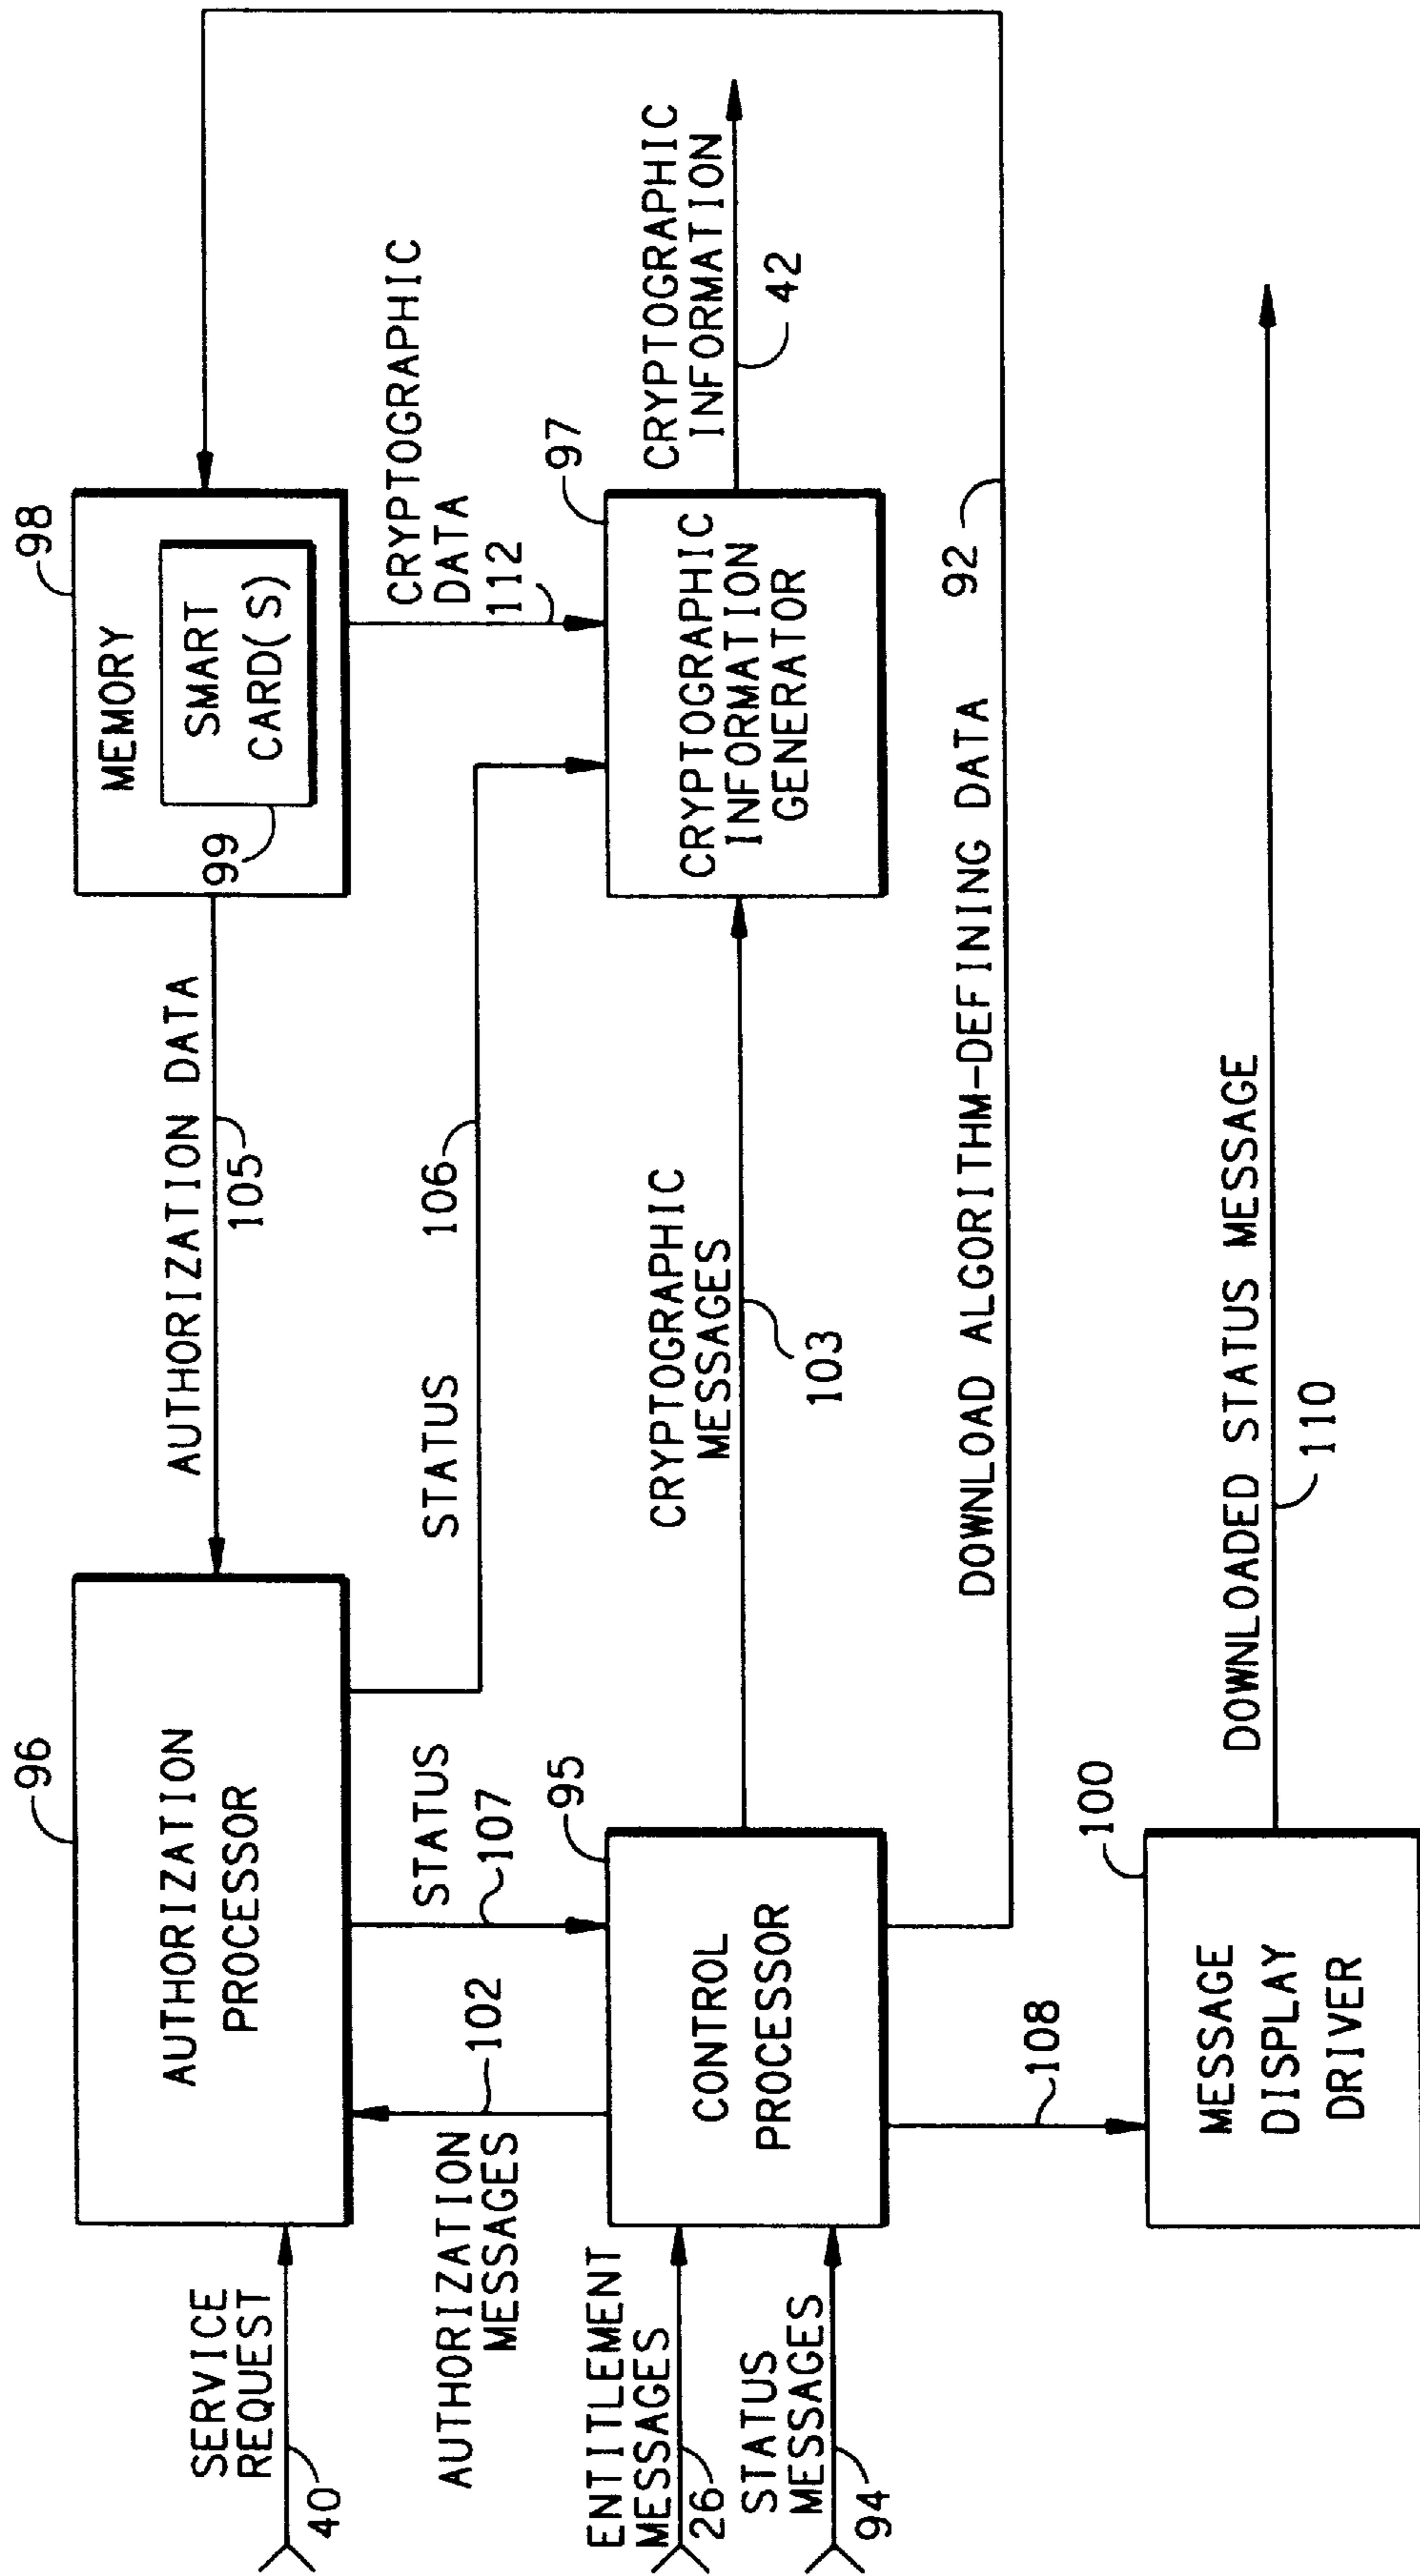 96
AUTHORIZATION
PROCESSOR
SERVICE
REQUEST
40
AUTHORIZATION DATA
105
98
MEMORY
SMART
CARD(S)
99
STATUS
106
STATUS
107
102
AUTHORIZATION
MESSAGES
CRYPTOGRAPHIC
DATA
112
95
CONTROL
PROCESSOR
ENTITLEMENT
MESSAGES
26
STATUS
MESSAGES
94
CRYPTOGRAPHIC
MESSAGES
103
97
CRYPTOGRAPHIC
INFORMATION
GENERATOR
CRYPTOGRAPHIC
INFORMATION
42
DOWNLOAD ALGORITHM-DEFINING DATA
92
108
100
MESSAGE
DISPLAY
DRIVER
DOWNLOADED STATUS MESSAGE
110